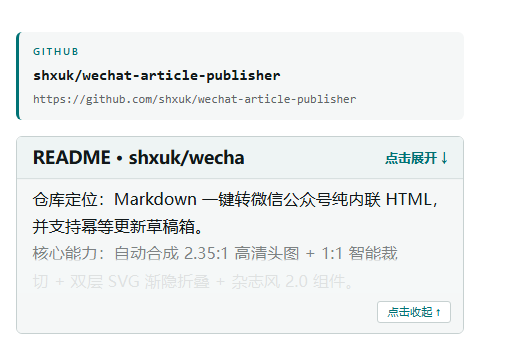 GITHUB
shxuk/wechat-article-publisher
https://github.com/shxuk/wechat-article-publisher
README • shxuk/wecha
点击展开 ↓
仓库定位：Markdown 一键转微信公众号纯内联 HTML，
并支持幂等更新草稿箱。
核心能力：自动合成 2.35:1 高清头图 + 1:1 智能裁
切 + 双层 SVG 渐隐折叠 + 杂志风 2.0 组件。
点击收起 ↑